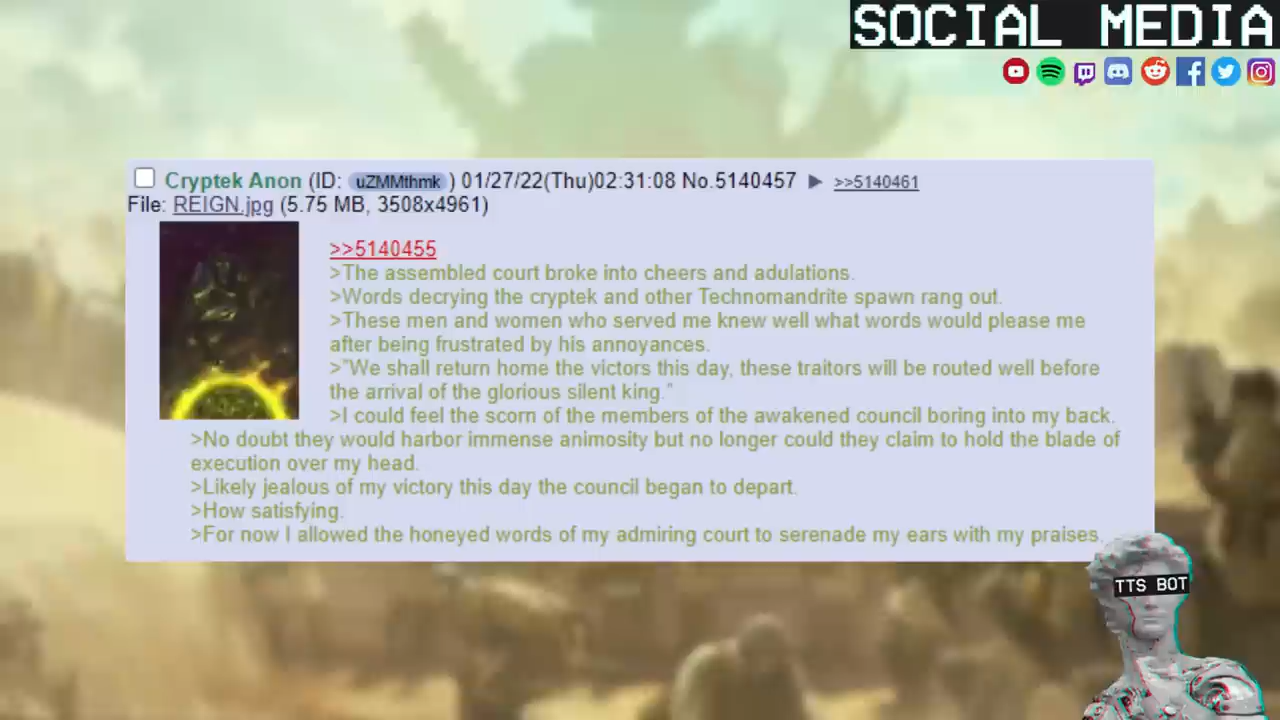 SOCIAL MEDIA
Cryptek Anon (ID: uZMMthmk ) 01/27/22(Thu)02:31:08 No.5140457 ▶ >>5140461
File: REIGN.jpg (5.75 MB, 3508x4961)
>>5140455
>The assembled court broke into cheers and adulations.
>Words decrying the cryptek and other Technomandrite spawn rang out.
>These men and women who served me knew well what words would please me
after being frustrated by his annoyances.
>"We shall return home the victors this day, these traitors will be routed well before
the arrival of the glorious silent king."
>I could feel the scorn of the members of the awakened council boring into my back.
>No doubt they would harbor immense animosity but no longer could they claim to hold the blade of
execution over my head.
>Likely jealous of my victory this day the council began to depart.
>How satisfying.
>For now I allowed the honeyed words of my admiring court to serenade my ears with my praises.
TTS BOT